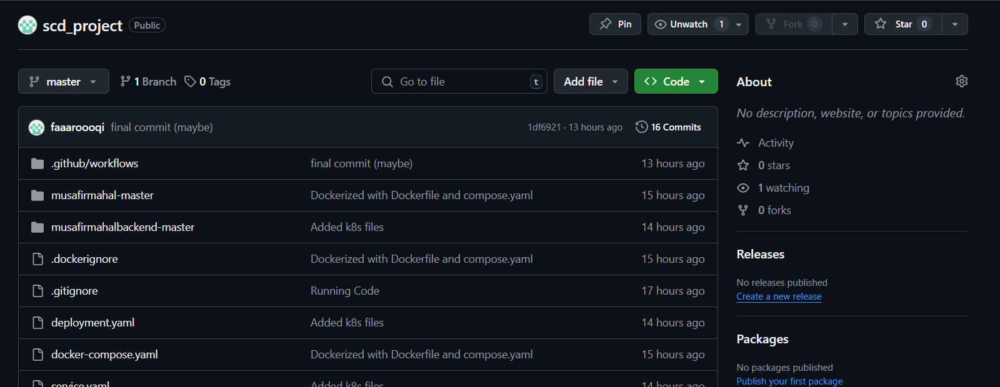 scd_project Public Pin Unwatch 1 Fork 0 Star 0
master 1 Branch 0 Tags Go to file t Add file Code
faaaroooqi final commit (maybe) 1df6921 · 13 hours ago 16 Commits
.github/workflows final commit (maybe) 13 hours ago
musafirmahal-master Dockerized with Dockerfile and compose.yaml 15 hours ago
musafirmahalbackend-master Added k8s files 14 hours ago
.dockerignore Dockerized with Dockerfile and compose.yaml 15 hours ago
.gitignore Running Code 17 hours ago
deployment.yaml Added k8s files 14 hours ago
docker-compose.yaml Dockerized with Dockerfile and compose.yaml 15 hours ago
service.yaml Added k8s files 14 hours ago
About
No description, website, or topics provided.
Activity
0 stars
1 watching
0 forks
Releases
No releases published
Create a new release
Packages
No packages published
Publish your first package